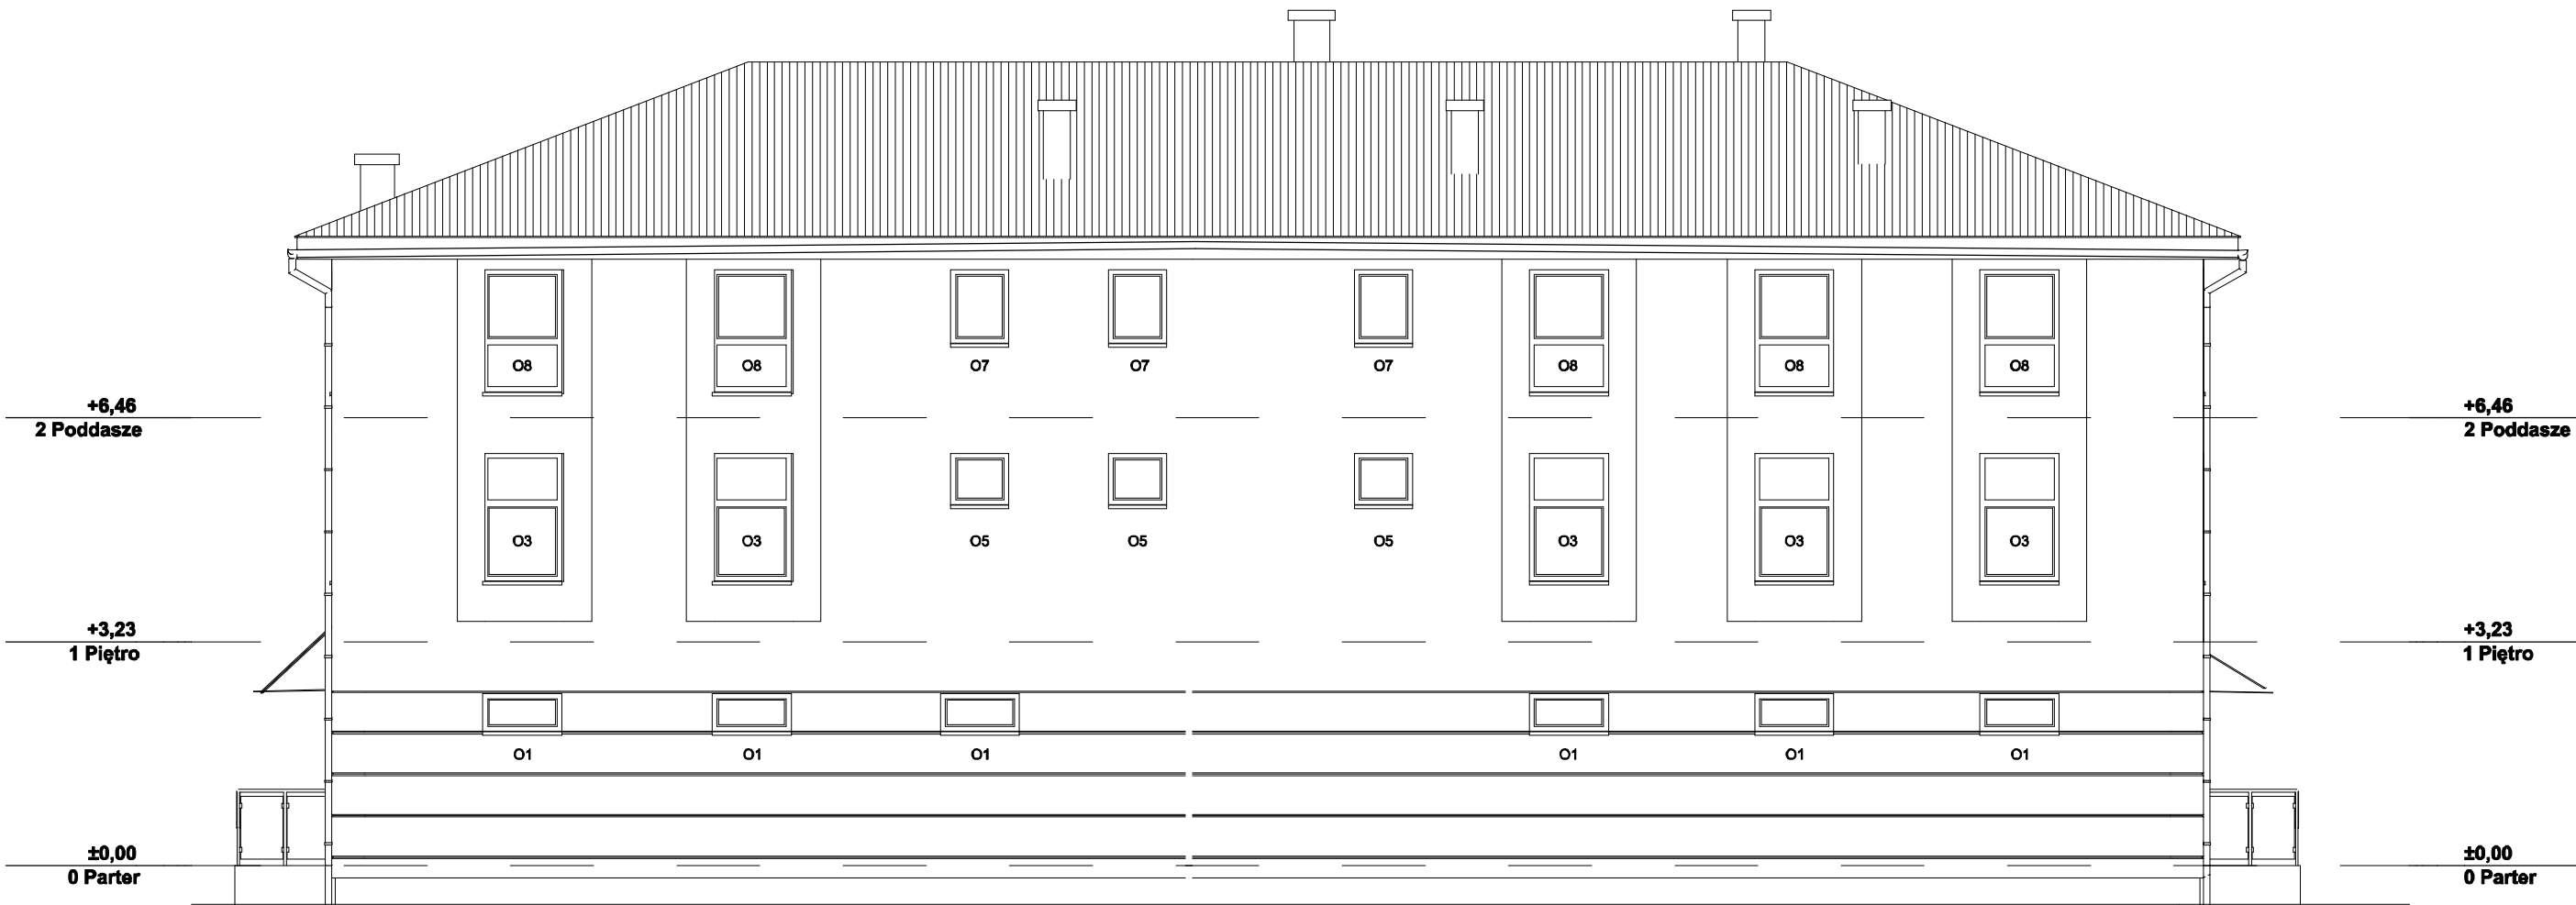 O8 O8 O7 O7 O7 O8 O8 O8
+6,46 +6,46
2 Poddasze 2 Poddasze
O3 O3 O5 O5 O5 O3 O3 O3
+3,23 +3,23
1 Piętro 1 Piętro
O1 O1 O1 O1 O1 O1
±0,00 ±0,00
0 Parter 0 Parter